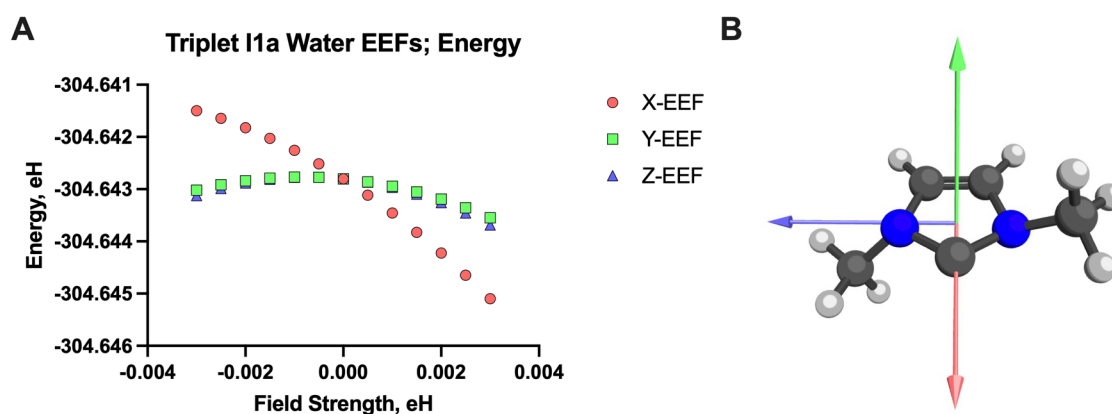 A
B
Triplet I1a Water EEFs; Energy
-304.641
-304.642
-304.643
-304.644
-304.645
-304.646
Energy, eH
-0.004
-0.002
0.000
0.002
0.004
Field Strength, eH
X-EEF
Y-EEF
Z-EEF